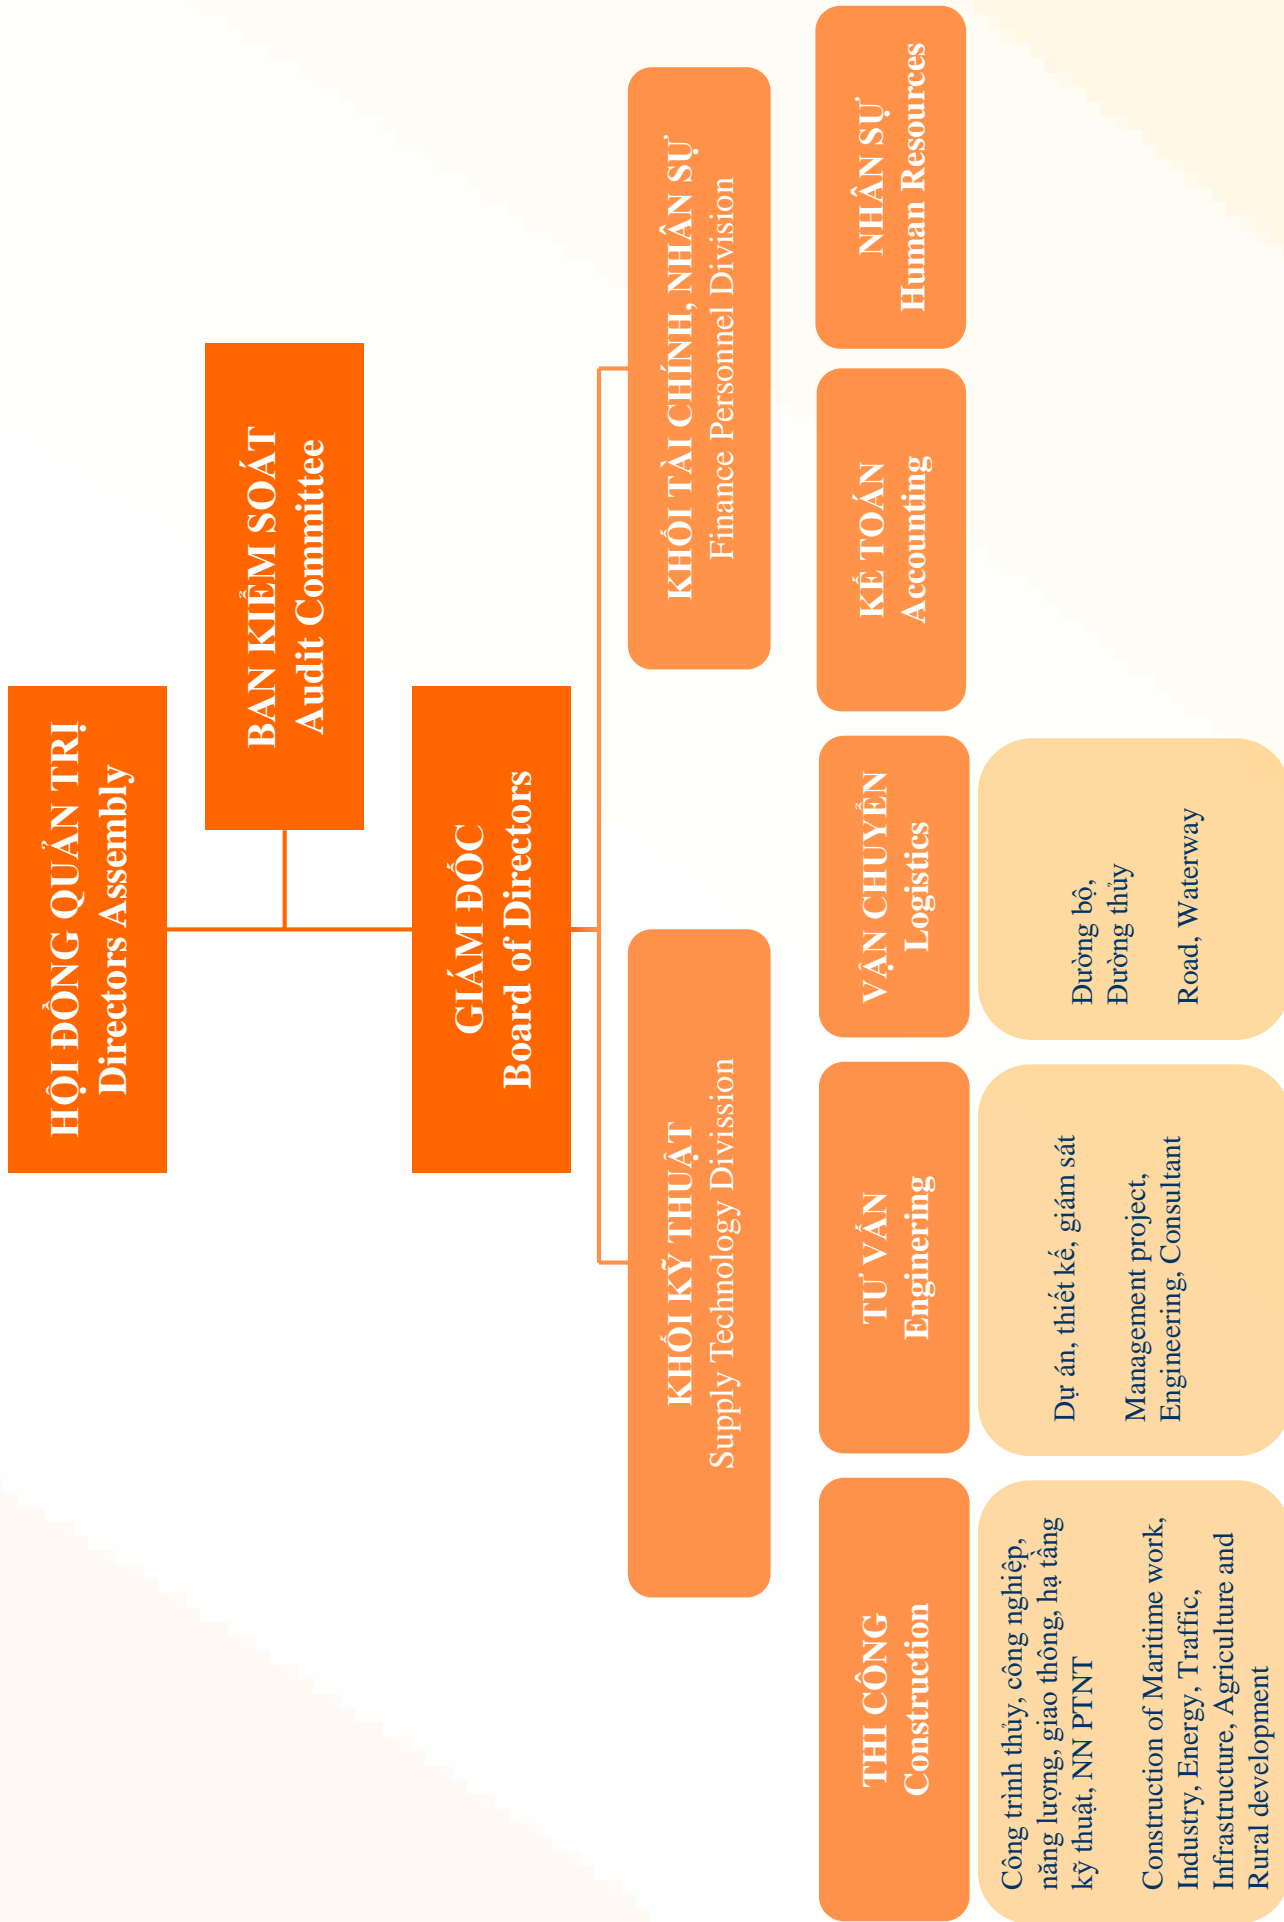 HỘI ĐỒNG QUẢN TRỊ
Directors Assembly
BAN KIỂM SOÁT
Audit Committee
GIÁM ĐỐC
Board of Directors
KHỐI KỸ THUẬT
Supply Technology Divission
KHỐI TÀI CHÍNH, NHÂN SỰ
Finance Personnel Division
THI CÔNG
Construction
TƯ VẤN
Enginering
VẬN CHUYỂN
Logistics
KẾ TOÁN
Accounting
NHÂN SỰ
Human Resources
Công trình thủy, công nghiệp,
năng lượng, giao thông, hạ tầng
kỹ thuật, NN PTNT
Construction of Maritime work,
Industry, Energy, Traffic,
Infrastructure, Agriculture and
Rural development
Dự án, thiết kế, giám sát
Management project,
Engineering, Consultant
Đường bộ,
Đường thủy
Road, Waterway